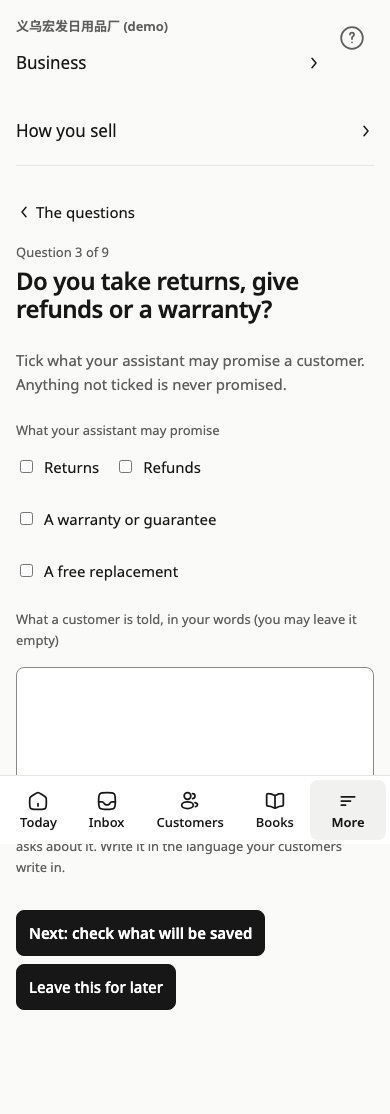 义乌宏发日用品厂 (demo)
Business
How you sell
The questions
Question 3 of 9
Do you take returns, give
refunds or a warranty?
Tick what your assistant may promise a customer.
Anything not ticked is never promised.
What your assistant may promise
Returns
Refunds
A warranty or guarantee
A free replacement
What a customer is told, in your words (you may leave it
empty)
Today
Inbox
Customers
Books
More
asks about it. Write it in the language your customers
write in.
Next: check what will be saved
Leave this for later